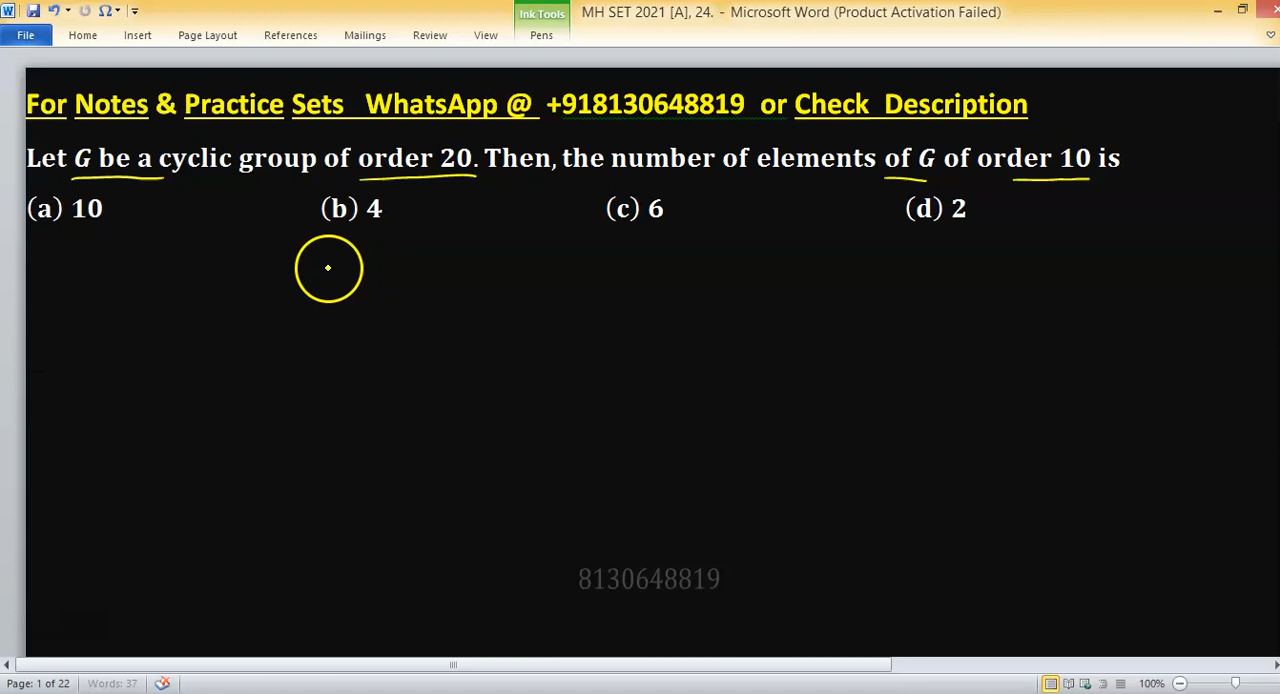 Ink Tools
MH SET 2021 [A], 24. - Microsoft Word (Product Activation Failed)
File Home Insert Page Layout References Mailings Review View Pens
For Notes & Practice Sets WhatsApp @ +918130648819 or Check Description
Let G be a cyclic group of order 20. Then, the number of elements of G of order 10 is
(a) 10 (b) 4 (c) 6 (d) 2
8130648819
Page: 1 of 22 Words: 37 100%